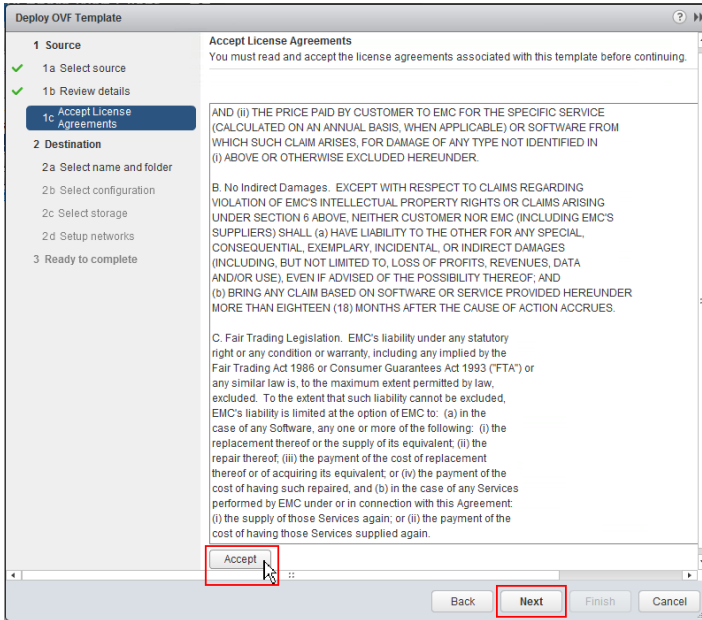 Deploy OVF Template
?
1 Source
1a Select source
1b Review details
1c Accept License
Agreements
2 Destination
2a Select name and folder
2b Select configuration
2c Select storage
2d Setup networks
3 Ready to complete
Accept License Agreements
You must read and accept the license agreements associated with this template before continuing.
AND (ii) THE PRICE PAID BY CUSTOMER TO EMC FOR THE SPECIFIC SERVICE
(CALCULATED ON AN ANNUAL BASIS, WHEN APPLICABLE) OR SOFTWARE FROM
WHICH SUCH CLAIM ARISES, FOR DAMAGE OF ANY TYPE NOT IDENTIFIED IN
(i) ABOVE OR OTHERWISE EXCLUDED HEREUNDER.
B. No Indirect Damages. EXCEPT WITH RESPECT TO CLAIMS REGARDING
VIOLATION OF EMC'S INTELLECTUAL PROPERTY RIGHTS OR CLAIMS ARISING
UNDER SECTION 6 ABOVE, NEITHER CUSTOMER NOR EMC (INCLUDING EMC'S
SUPPLIERS) SHALL (a) HAVE LIABILITY TO THE OTHER FOR ANY SPECIAL,
CONSEQUENTIAL, EXEMPLARY, INCIDENTAL, OR INDIRECT DAMAGES
(INCLUDING, BUT NOT LIMITED TO, LOSS OF PROFITS, REVENUES, DATA
AND/OR USE), EVEN IF ADVISED OF THE POSSIBILITY THEREOF; AND
(b) BRING ANY CLAIM BASED ON SOFTWARE OR SERVICE PROVIDED HEREUNDER
MORE THAN EIGHTEEN (18) MONTHS AFTER THE CAUSE OF ACTION ACCRUES.
C. Fair Trading Legislation. EMC's liability under any statutory
right or any condition or warranty, including any implied by the
Fair Trading Act 1986 or Consumer Guarantees Act 1993 ("FTA") or
any similar law is, to the maximum extent permitted by law,
excluded. To the extent that such liability cannot be excluded,
EMC's liability is limited at the option of EMC to: (a) in the
case of any Software, any one or more of the following: (i) the
replacement thereof or the supply of its equivalent; (ii) the
repair thereof; (iii) the payment of the cost of replacement
thereof or of acquiring its equivalent; or (iv) the payment of the
cost of having such repaired, and (b) in the case of any Services
performed by EMC under or in connection with this Agreement:
(i) the supply of those Services again; or (ii) the payment of the
cost of having those Services supplied again.
Accept
Back
Next
Finish
Cancel